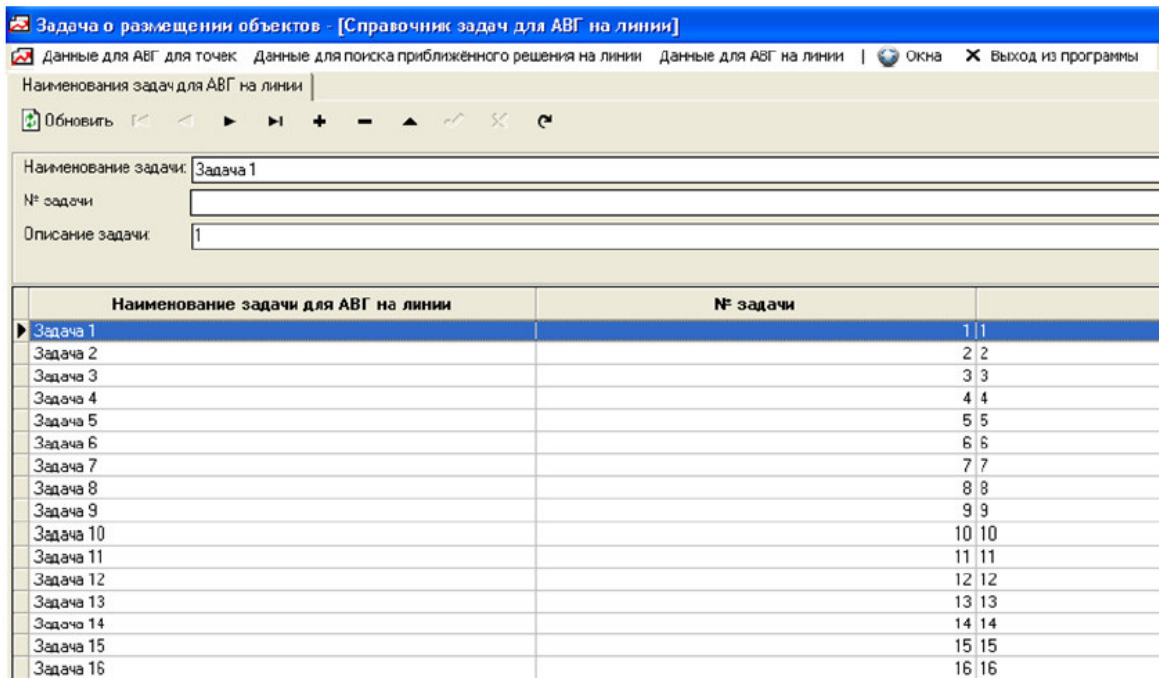 Задача о размещении объектов - [Справочник задач для АВГ на линии]
Данные для АВГ для точек Данные для поиска приближённого решения на линии Данные для АВГ на линии | Окна Выход из программы
Наименования задач для АВГ на линии
Обновить
Наименование задачи: Задача 1
№ задачи
Описание задачи: 1
Наименование задачи для АВГ на линии № задачи
Задача 1 1 1
Задача 2 2 2
Задача 3 3 3
Задача 4 4 4
Задача 5 5 5
Задача 6 6 6
Задача 7 7 7
Задача 8 8 8
Задача 9 9 9
Задача 10 10 10
Задача 11 11 11
Задача 12 12 12
Задача 13 13 13
Задача 14 14 14
Задача 15 15 15
Задача 16 16 16